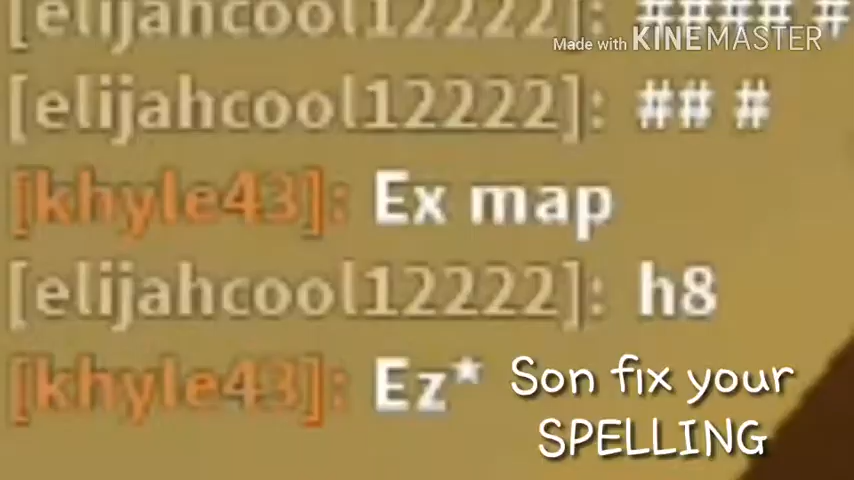 [elijahcool12222]: #### #
Made with KINEMASTER
[elijahcool12222]: ## #
[khyle43]: Ex map
[elijahcool12222]: h8
[khyle43]: Ez*
Son fix your
SPELLING